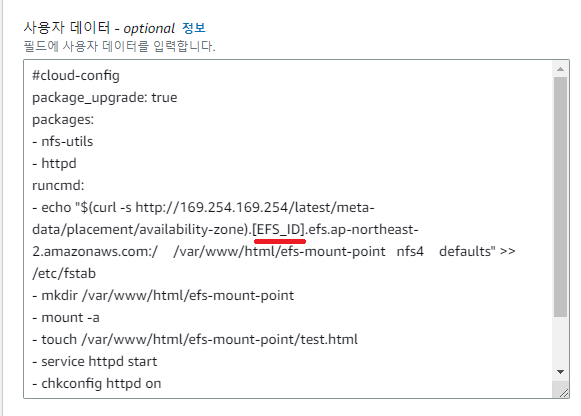 사용자 데이터 - optional 정보
필드에 사용자 데이터를 입력합니다.
#cloud-config
package_upgrade: true
packages:
- nfs-utils
- httpd
runcmd:
- echo "$(curl -s http://169.254.169.254/latest/meta-
data/placement/availability-zone).[EFS_ID].efs.ap-northeast-
2.amazonaws.com:/    /var/www/html/efs-mount-point   nfs4    defaults" >>
/etc/fstab
- mkdir /var/www/html/efs-mount-point
- mount -a
- touch /var/www/html/efs-mount-point/test.html
- service httpd start
- chkconfig httpd on